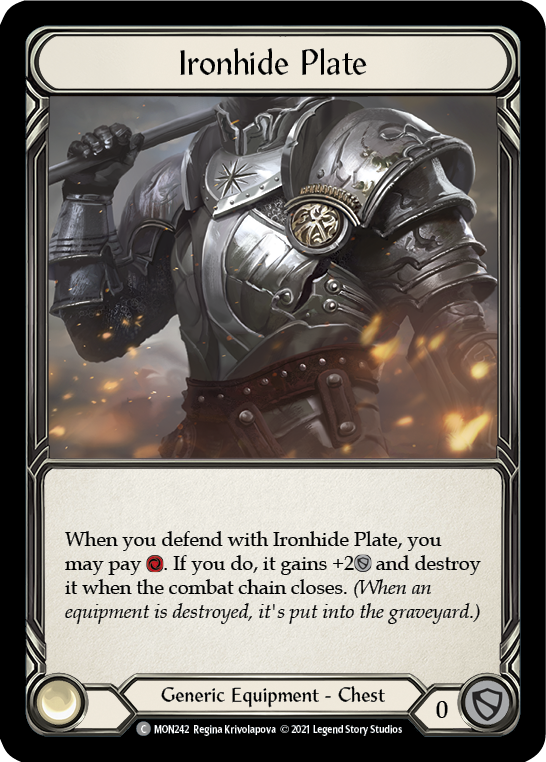 Ironhide Plate
When you defend with Ironhide Plate, you
may pay . If you do, it gains +2 and destroy
it when the combat chain closes. (When an
equipment is destroyed, it's put into the graveyard.)
Generic Equipment - Chest
0
C MON242 Regina Krivolapova © 2021 Legend Story Studios